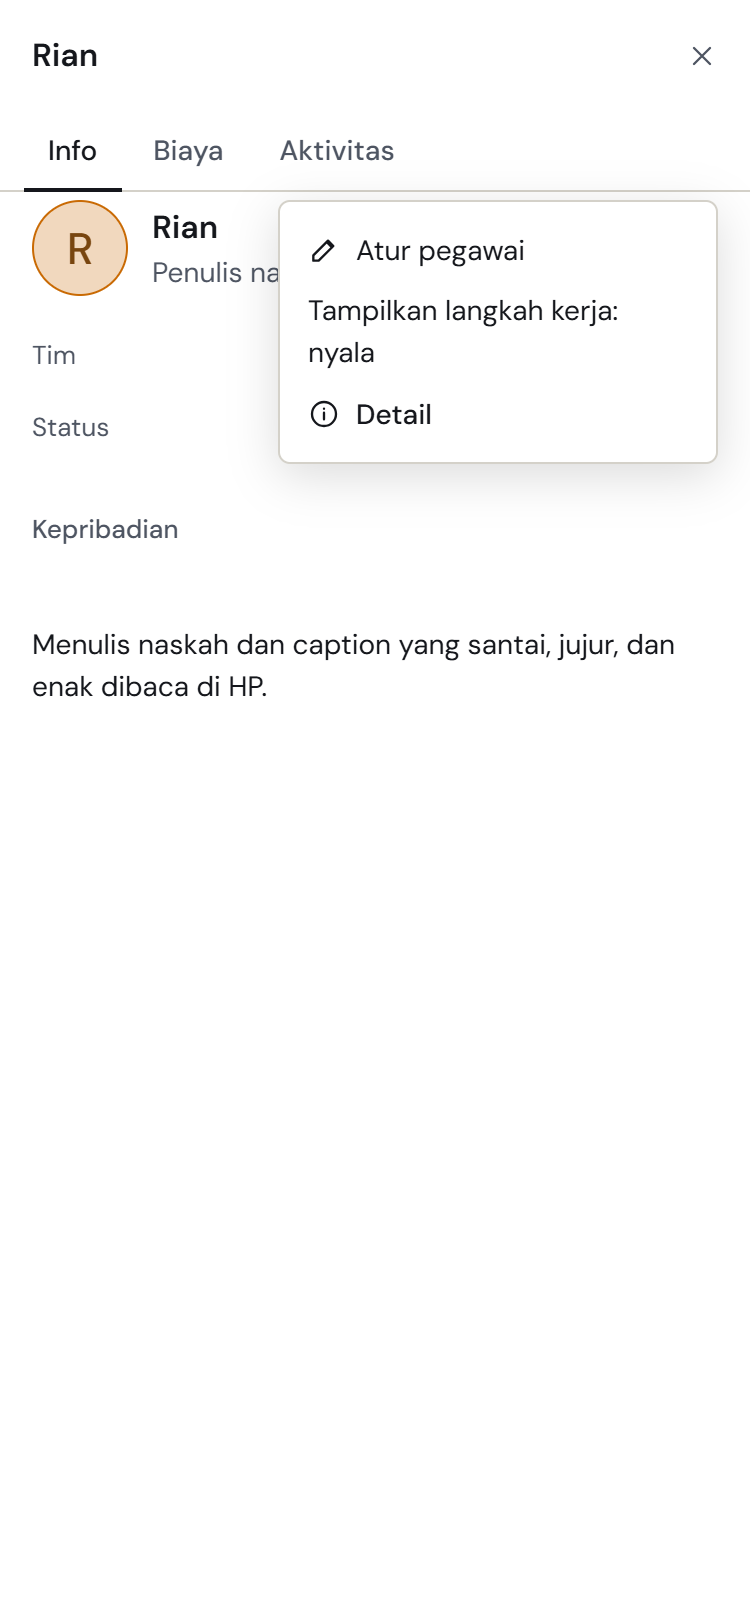 Rian
Info
Biaya
Aktivitas
R
Rian
Penulis na
Atur pegawai
Tampilkan langkah kerja:
nyala
Detail
Tim
Status
Kepribadian
Menulis naskah dan caption yang santai, jujur, dan
enak dibaca di HP.